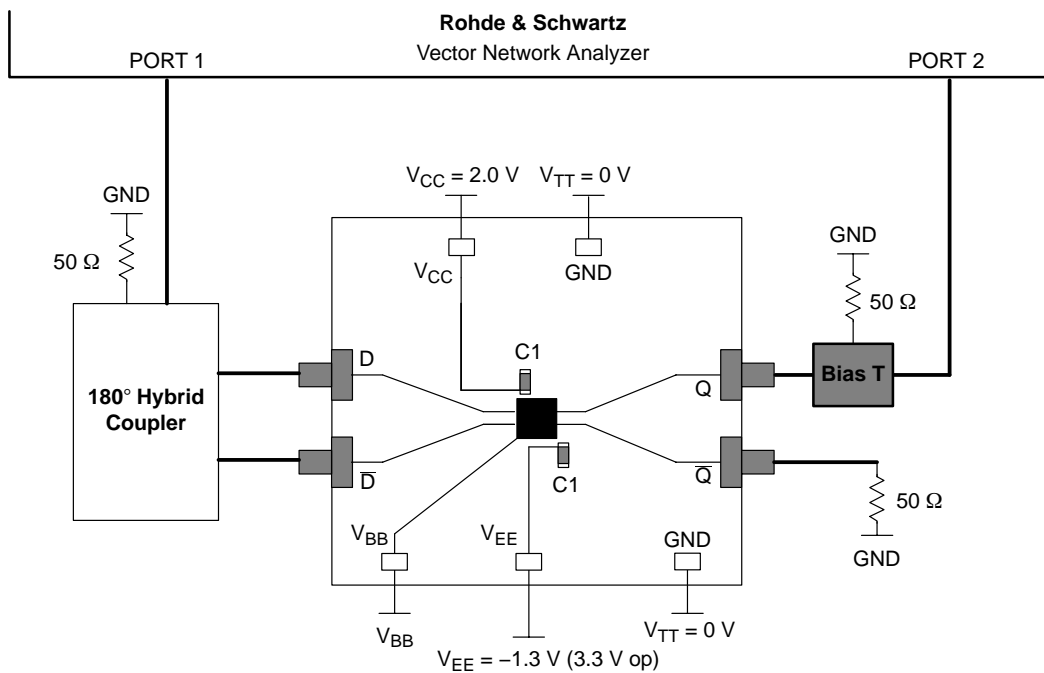 Rohde & Schwartz
Vector Network Analyzer
PORT 1
PORT 2
V_CC = 2.0 V
V_TT = 0 V
GND
50 Ω
V_CC
GND
GND
50 Ω
180° Hybrid
Coupler
D
C1
Q
Bias T
D̅
C1
Q̅
50 Ω
GND
V_BB
V_EE
GND
V_BB
V_TT = 0 V
V_EE = −1.3 V (3.3 V op)